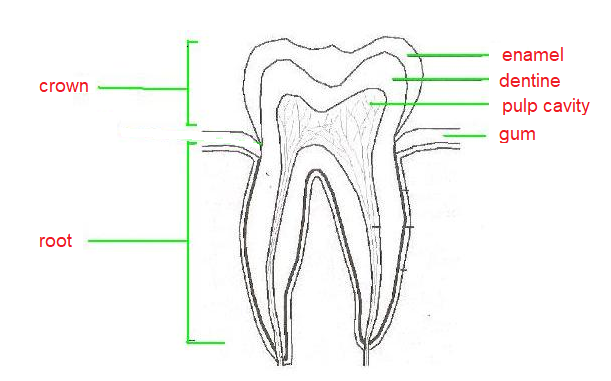 enamel
dentine
crown
pulp cavity
gum
root